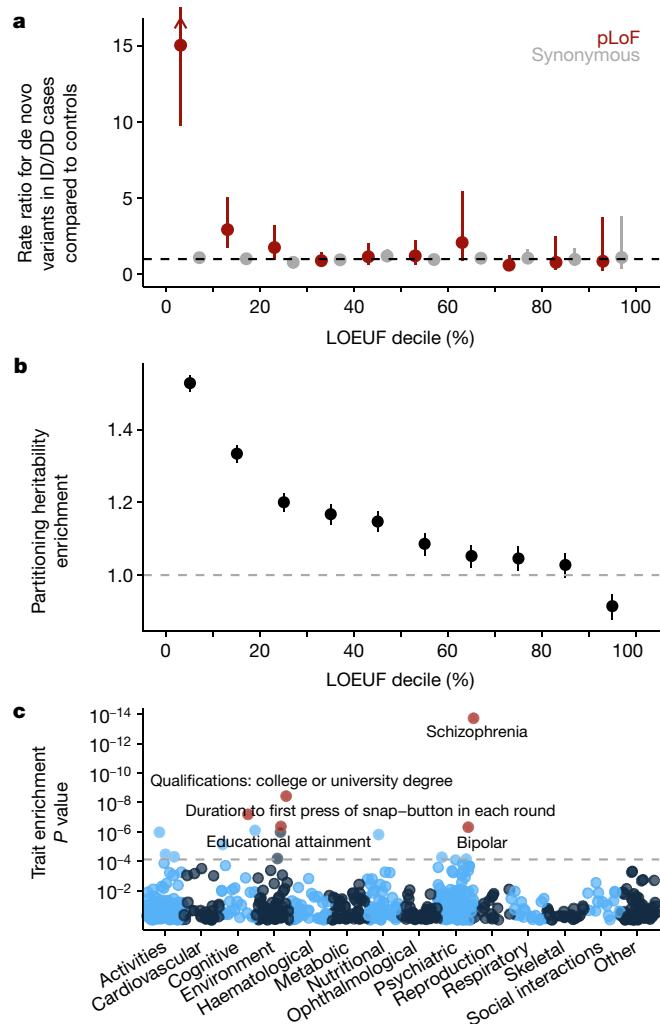 a
Rate ratio for de novo
variants in ID/DD cases
compared to controls
15
10
5
0
pLoF
Synonymous
0 20 40 60 80 100
LOEUF decile (%)
b
Partitioning heritability
enrichment
1.4
1.2
1.0
0 20 40 60 80 100
LOEUF decile (%)
c
Trait enrichment
P value
10−14
10−12
10−10
10−8
10−6
10−4
10−2
Schizophrenia
Qualifications: college or university degree
Duration to first press of snap−button in each round
Educational attainment
Bipolar
Activities
Cardiovascular
Cognitive
Environment
Haematological
Metabolic
Nutritional
Ophthalmological
Psychiatric
Reproduction
Respiratory
Skeletal
Social interactions
Other